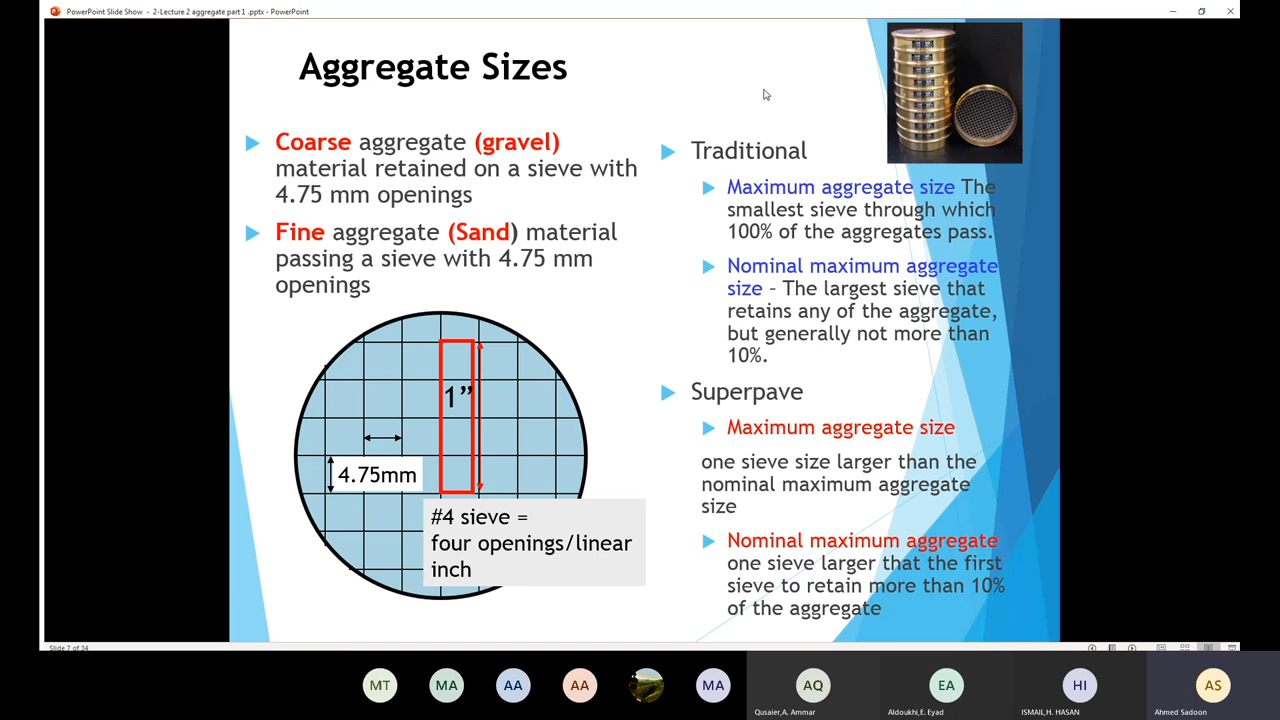 PowerPoint Slide Show - 2-Lecture 2 aggregate part 1 .pptx - PowerPoint
Aggregate Sizes
Coarse aggregate (gravel)
material retained on a sieve with
4.75 mm openings
Fine aggregate (Sand) material
passing a sieve with 4.75 mm
openings
1”
4.75mm
#4 sieve =
four openings/linear
inch
Traditional
Maximum aggregate size The
smallest sieve through which
100% of the aggregates pass.
Nominal maximum aggregate
size – The largest sieve that
retains any of the aggregate,
but generally not more than
10%.
Superpave
Maximum aggregate size
one sieve size larger than the
nominal maximum aggregate
size
Nominal maximum aggregate
one sieve larger that the first
sieve to retain more than 10%
of the aggregate
Slide 7 of 34
MT
MA
AA
AA
MA
AQ
EA
HI
AS
Qusaier,A. Ammar
Aldoukhi,E. Eyad
ISMAIL,H. HASAN
Ahmed Sadoon